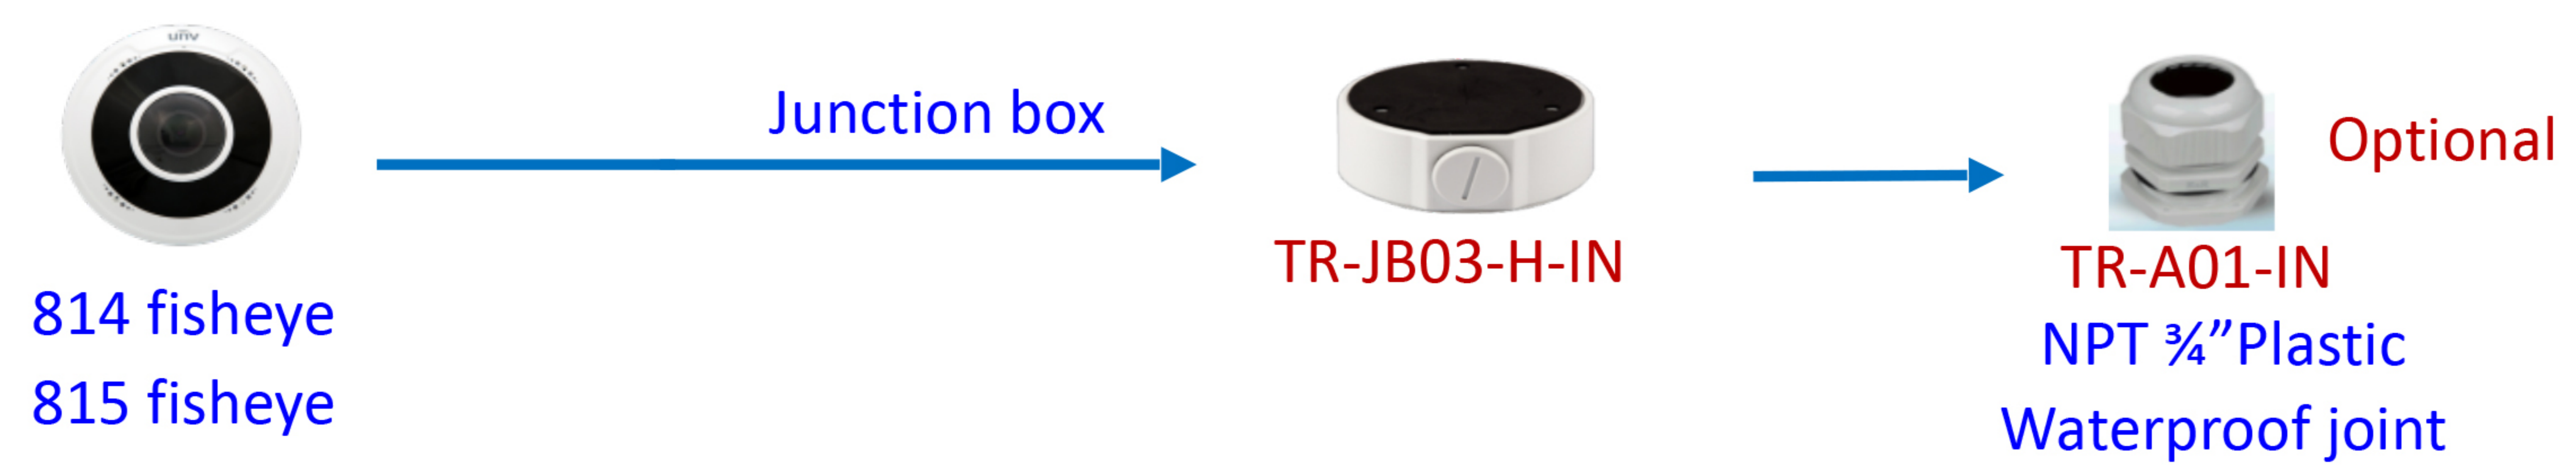 unv
Junction box
Optional
TR-JB03-H-IN
TR-A01-IN
814 fisheye
NPT ¾”Plastic
815 fisheye
Waterproof joint